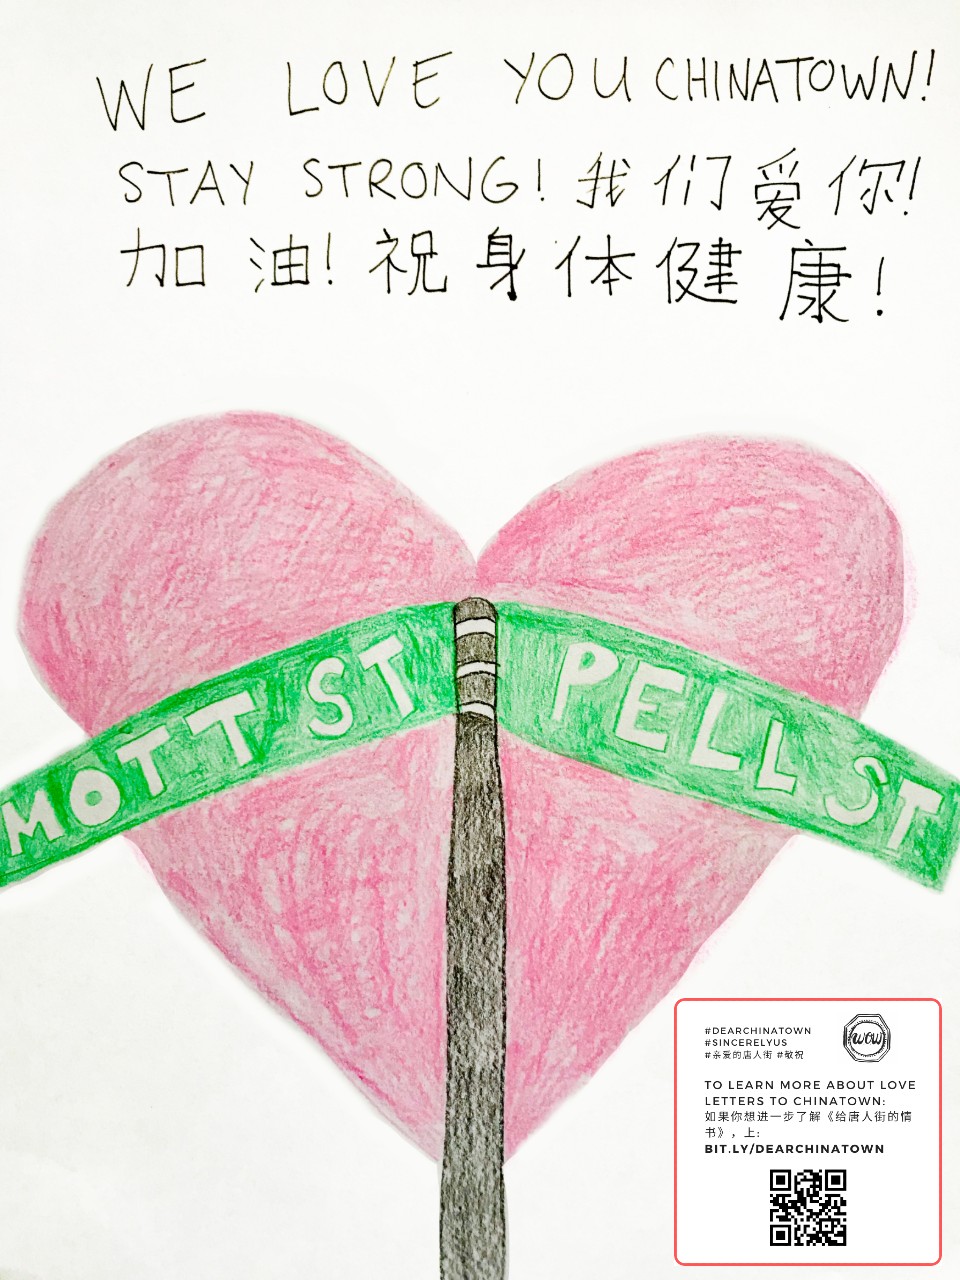 WE LOVE YOU CHINATOWN!
STAY STRONG! 我们爱你!
加油! 祝身体健康!
MOTT ST PELL ST
#DEARCHINATOWN
#SINCERELYUS
#亲爱的唐人街 #敬祝
WOW
TO LEARN MORE ABOUT LOVE
LETTERS TO CHINATOWN:
如果你想进一步了解《给唐人街的情
书》，上:
BIT.LY/DEARCHINATOWN